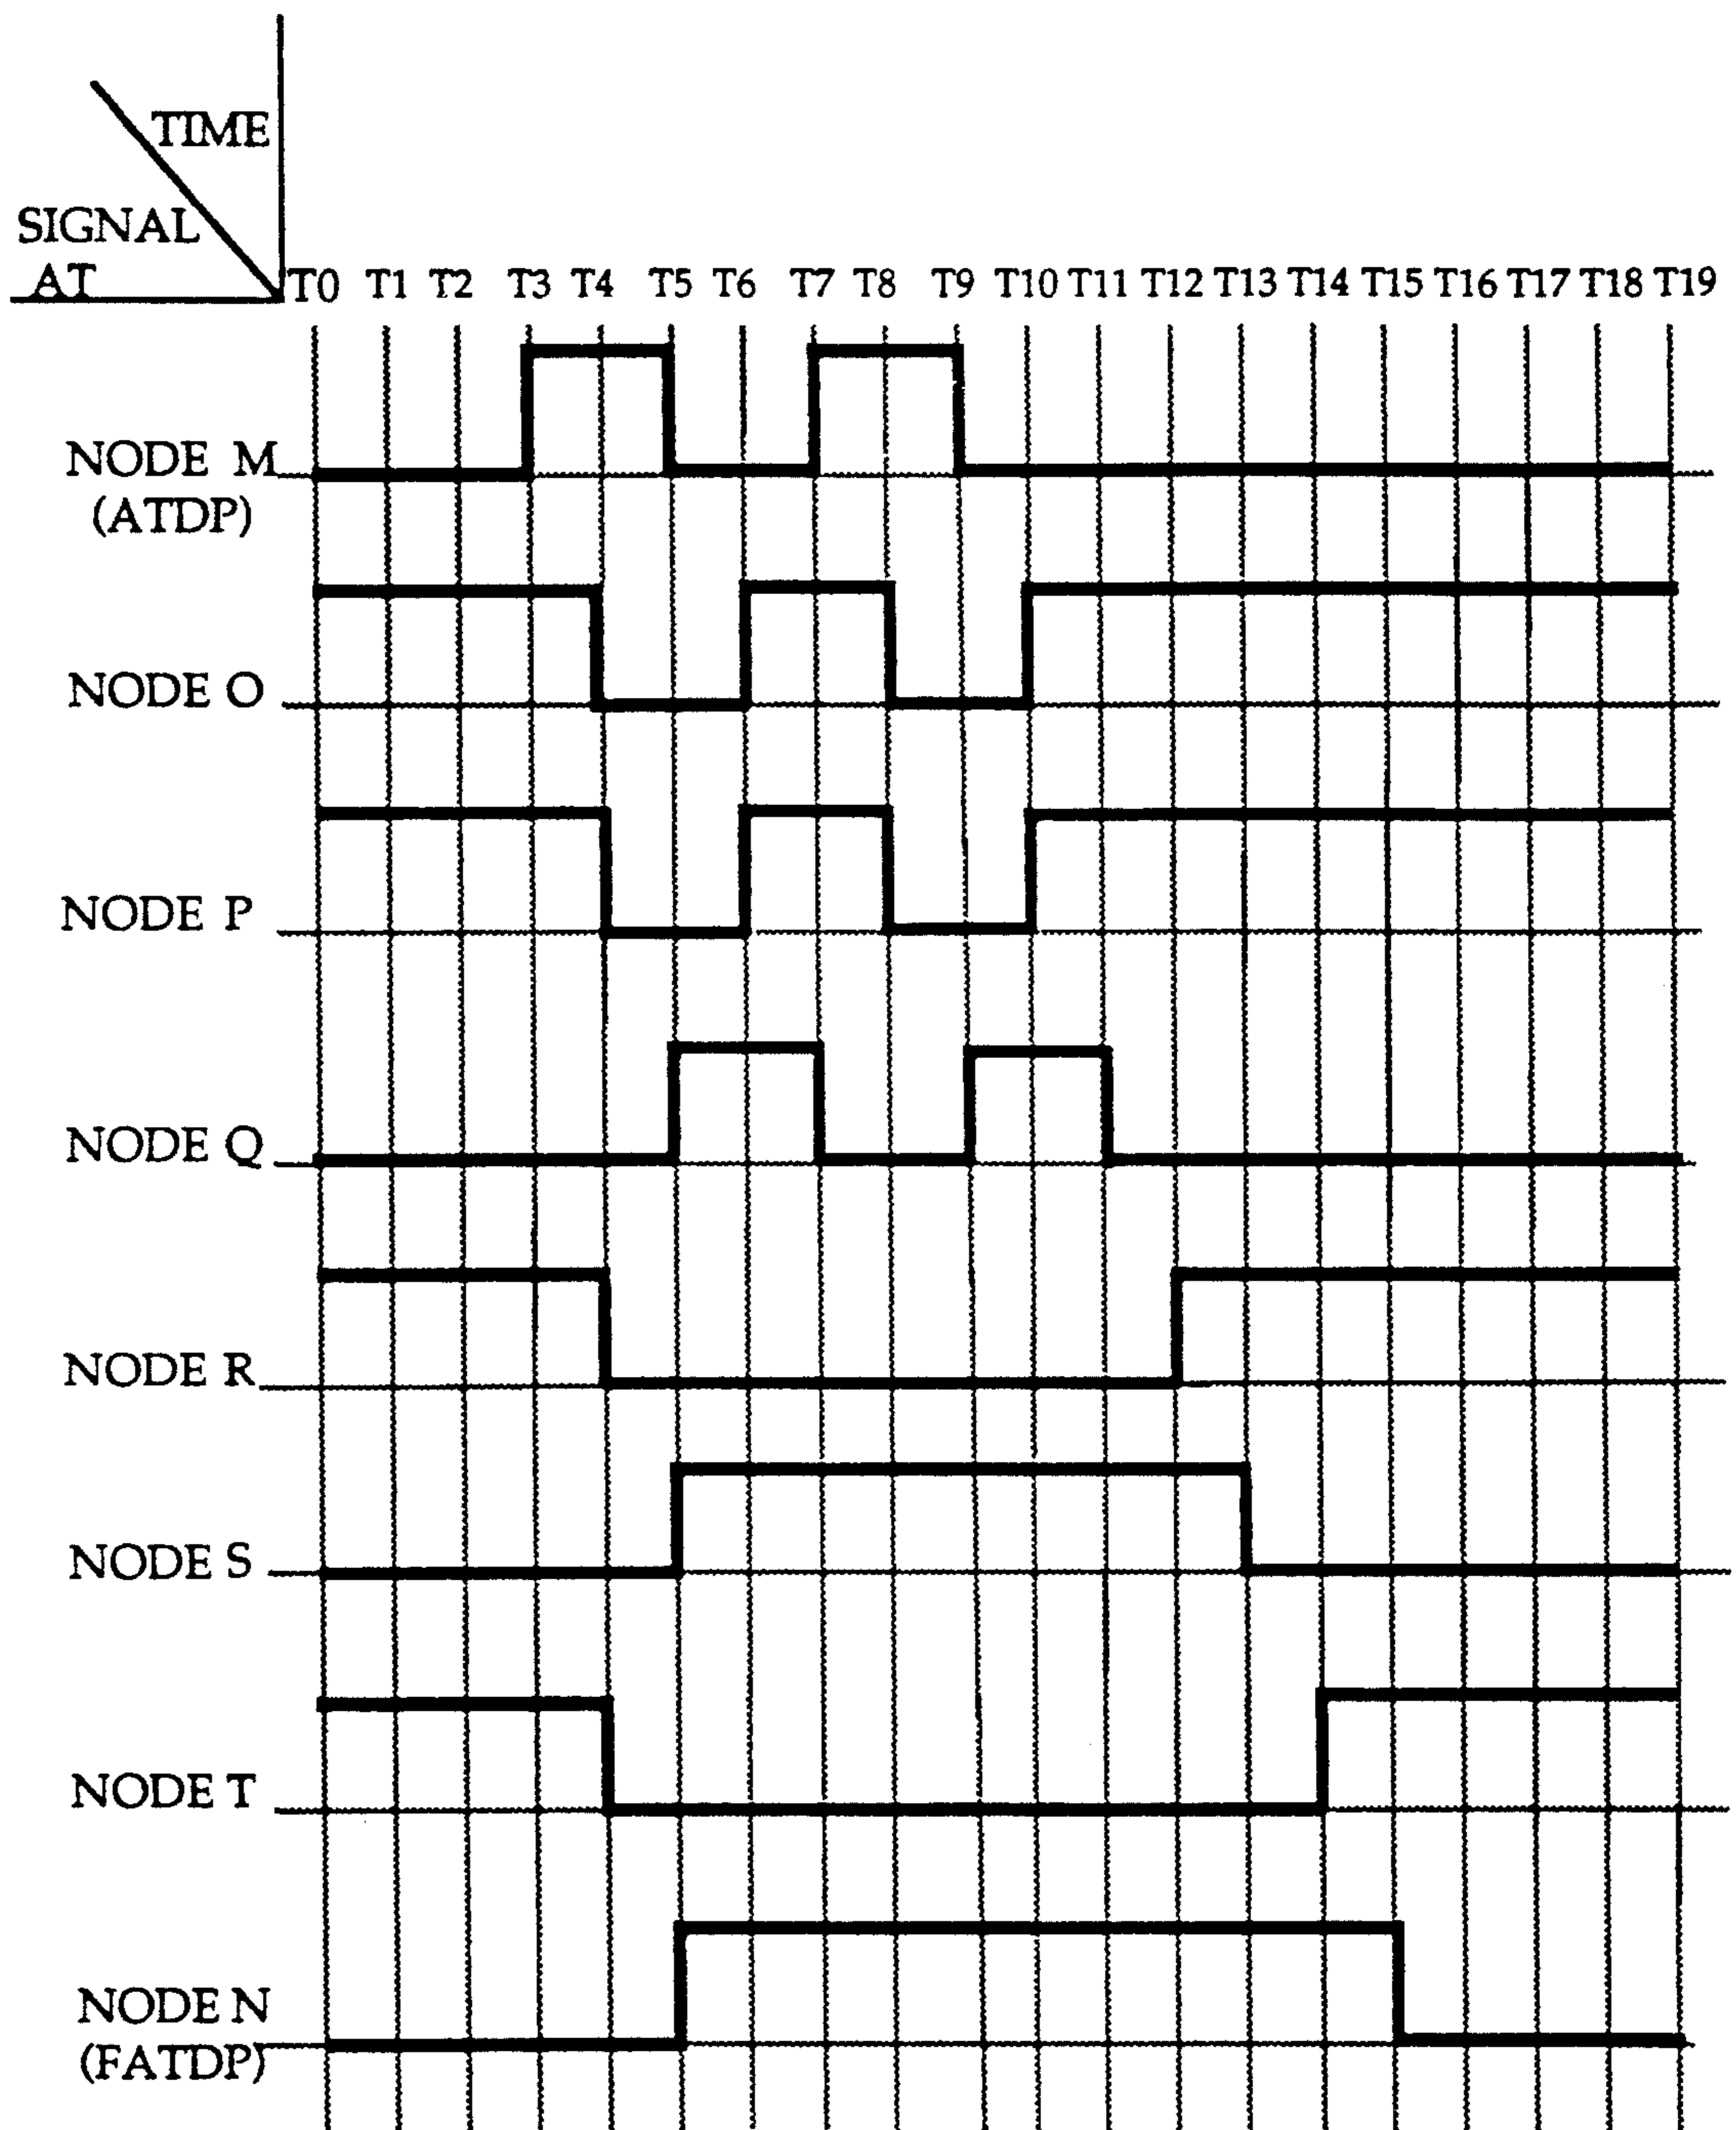 TIME
SIGNAL
AT
T0 T1 T2 T3 T4 T5 T6 T7 T8 T9 T10 T11 T12 T13 T14 T15 T16 T17 T18 T19
NODE M
(ATDP)
NODE O
NODE P
NODE Q
NODE R
NODE S
NODE T
NODE N
(FATDP)